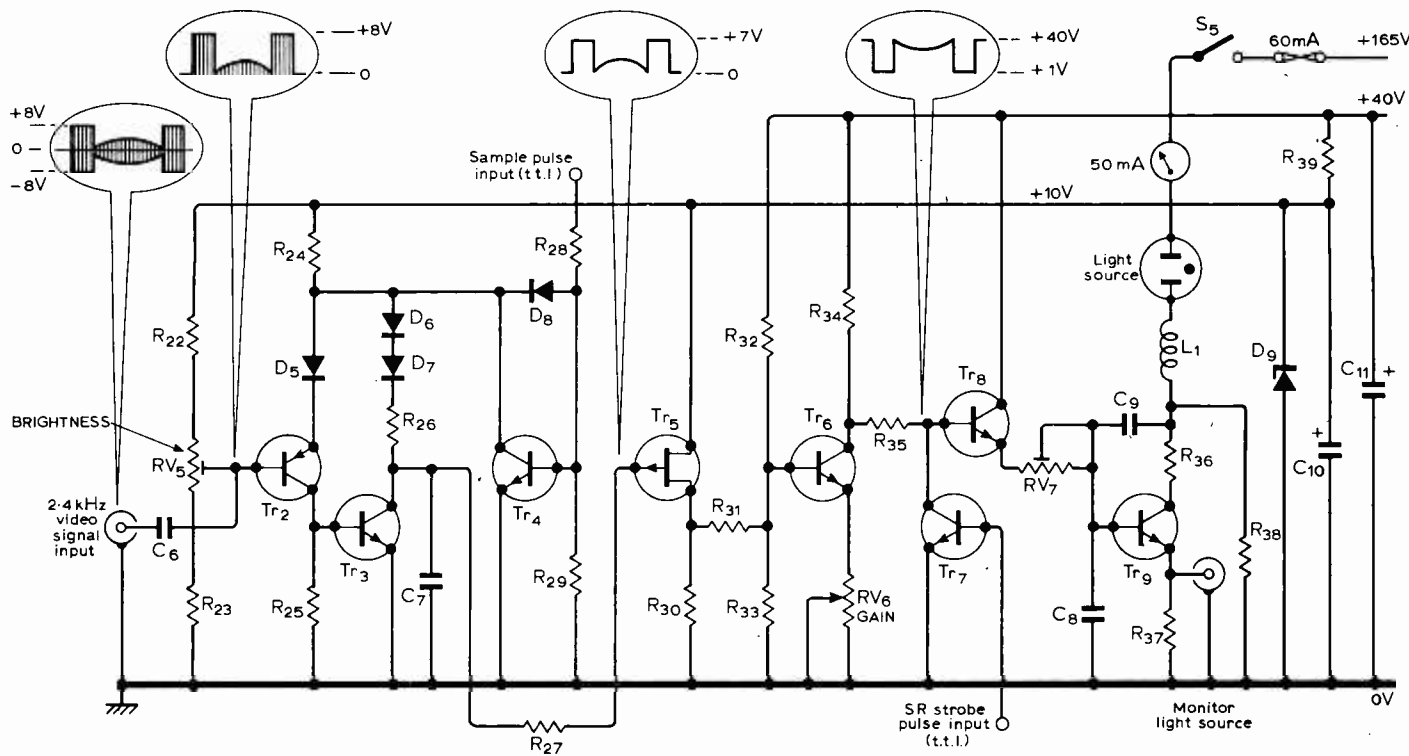 +8V
0
+7V
0
+40V
+1V
S5
60mA
+165V
+8V
0
-8V
+40V
Sample pulse
input (t.t.l.)
50mA
R39
+10V
R24
R28
Light
source
D8
D6
R22
R32
R34
D5
D7
L1
D9
C11
+
BRIGHTNESS
R26
Tr5
Tr6
Tr8
C9
RV5
R35
R36
+
C10
2·4kHz
video
signal
input
C6
Tr2
Tr4
R31
RV7
Tr3
Tr7
Tr9
R38
R23
R25
C7
R29
R30
R33
RV6
GAIN
C8
R37
0V
R27
SR strobe
pulse input
(t.t.l.)
Monitor
light source